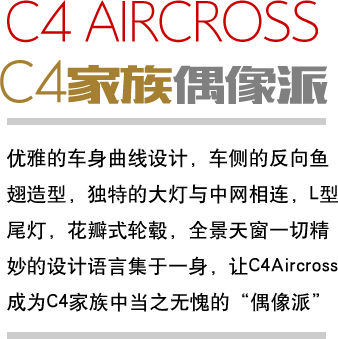 C4 AIRCROSS
C4家族偶像派
优雅的车身曲线设计，车侧的反向鱼
翅造型，独特的大灯与中网相连，L型
尾灯，花瓣式轮毂，全景天窗一切精
妙的设计语言集于一身，让C4Aircross
成为C4家族中当之无愧的“偶像派”